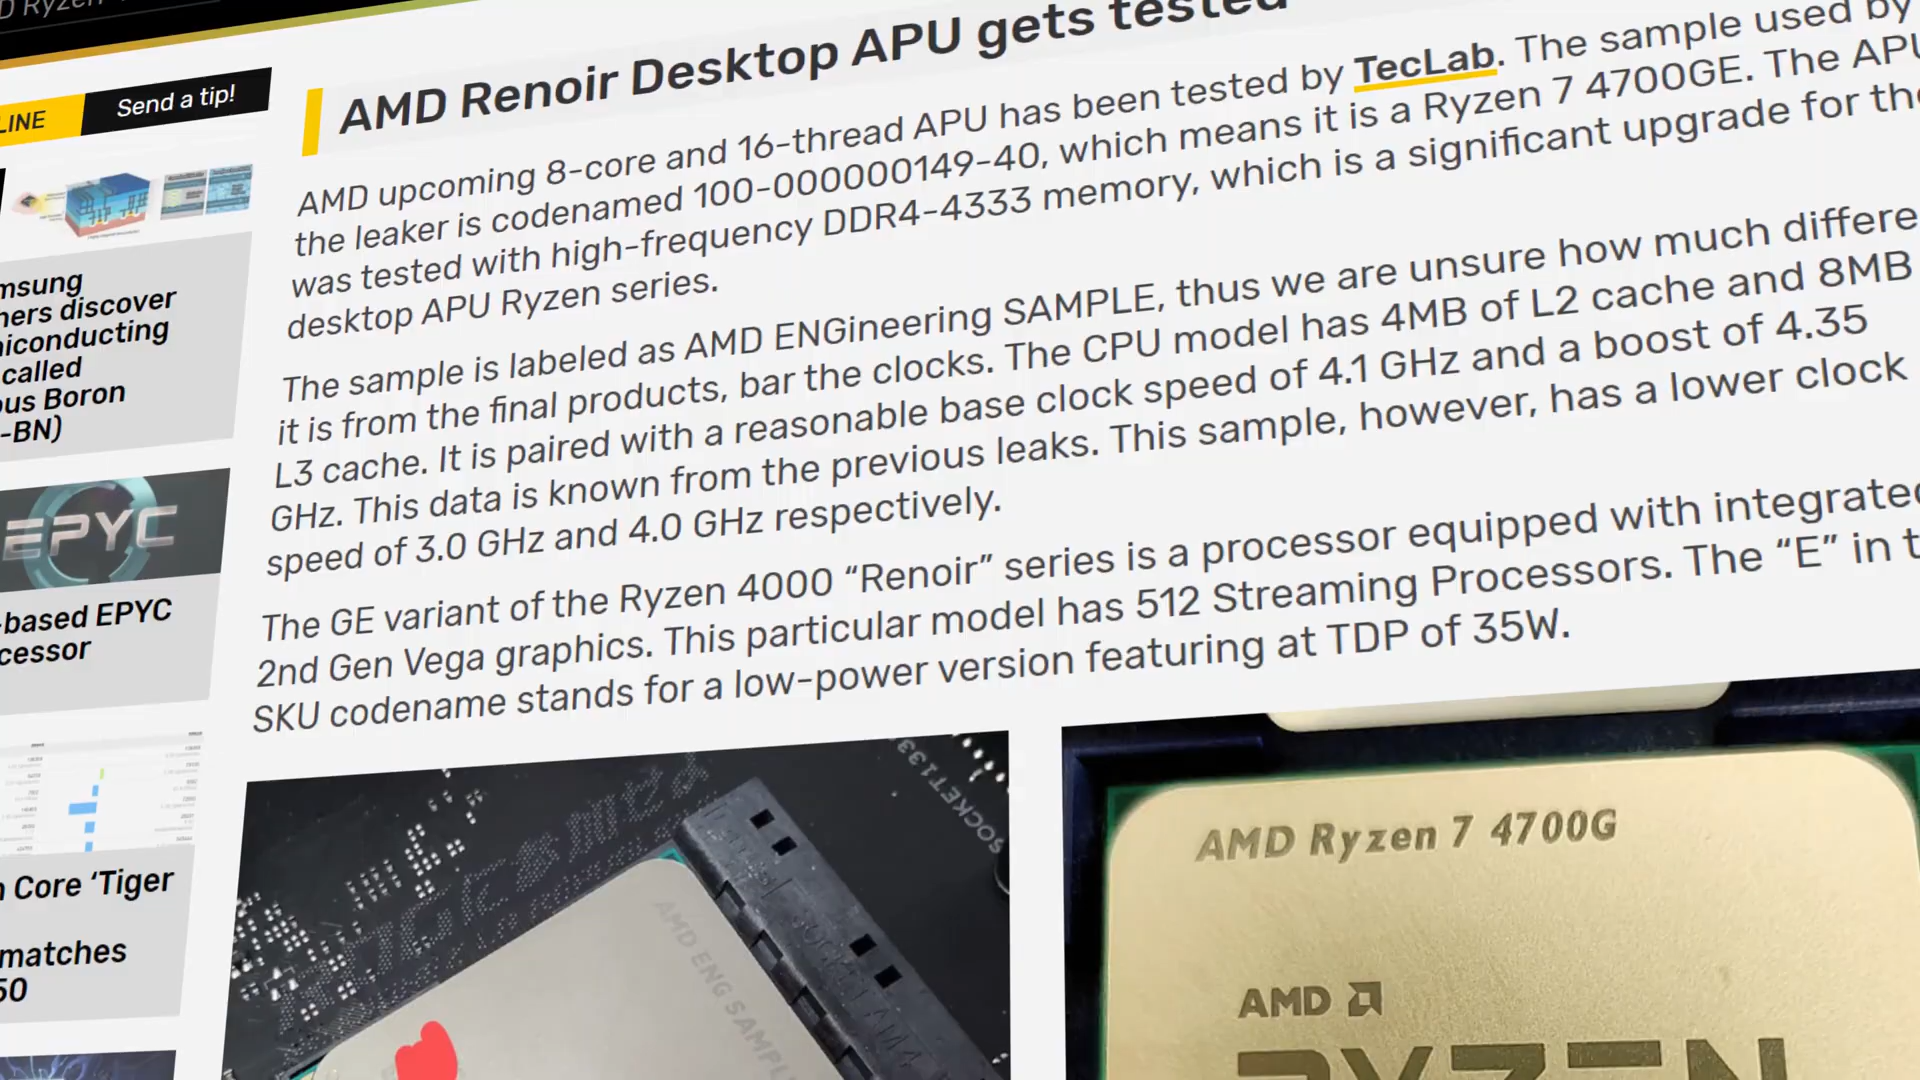 AMD Renoir Desktop APU gets tested
AMD upcoming 8-core and 16-thread APU has been tested by TecLab. The sample used by
the leaker is codenamed 100-000000149-40, which means it is a Ryzen 7 4700GE. The APU
was tested with high-frequency DDR4-4333 memory, which is a significant upgrade for the
desktop APU Ryzen series.
The sample is labeled as AMD ENGineering SAMPLE, thus we are unsure how much differe
it is from the final products, bar the clocks. The CPU model has 4MB of L2 cache and 8MB
L3 cache. It is paired with a reasonable base clock speed of 4.1 GHz and a boost of 4.35
GHz. This data is known from the previous leaks. This sample, however, has a lower clock
speed of 3.0 GHz and 4.0 GHz respectively.
The GE variant of the Ryzen 4000 “Renoir” series is a processor equipped with integrated
2nd Gen Vega graphics. This particular model has 512 Streaming Processors. The “E” in t
SKU codename stands for a low-power version featuring at TDP of 35W.
D Ryzen
LINE
Send a tip!
msung
hers discover
niconducting
called
ous Boron
-BN)
EPYC
-based EPYC
cessor
n Core ‘Tiger
matches
50
SOCKET133
AMD ENG SAMPL
SOCKET AM4
AMD Ryzen 7 4700G
AMD
RYZEN